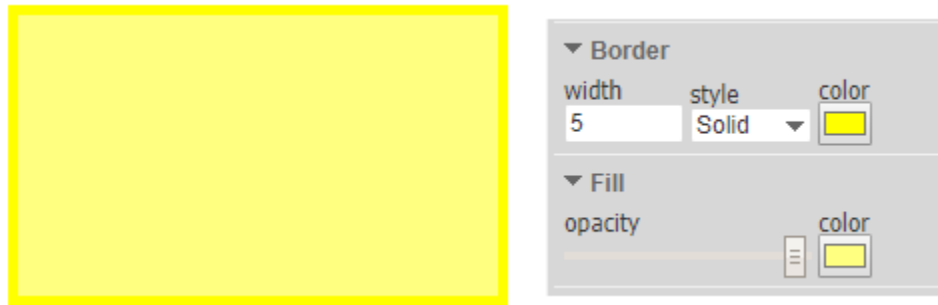 Border
width style color
5 Solid
Fill
opacity color